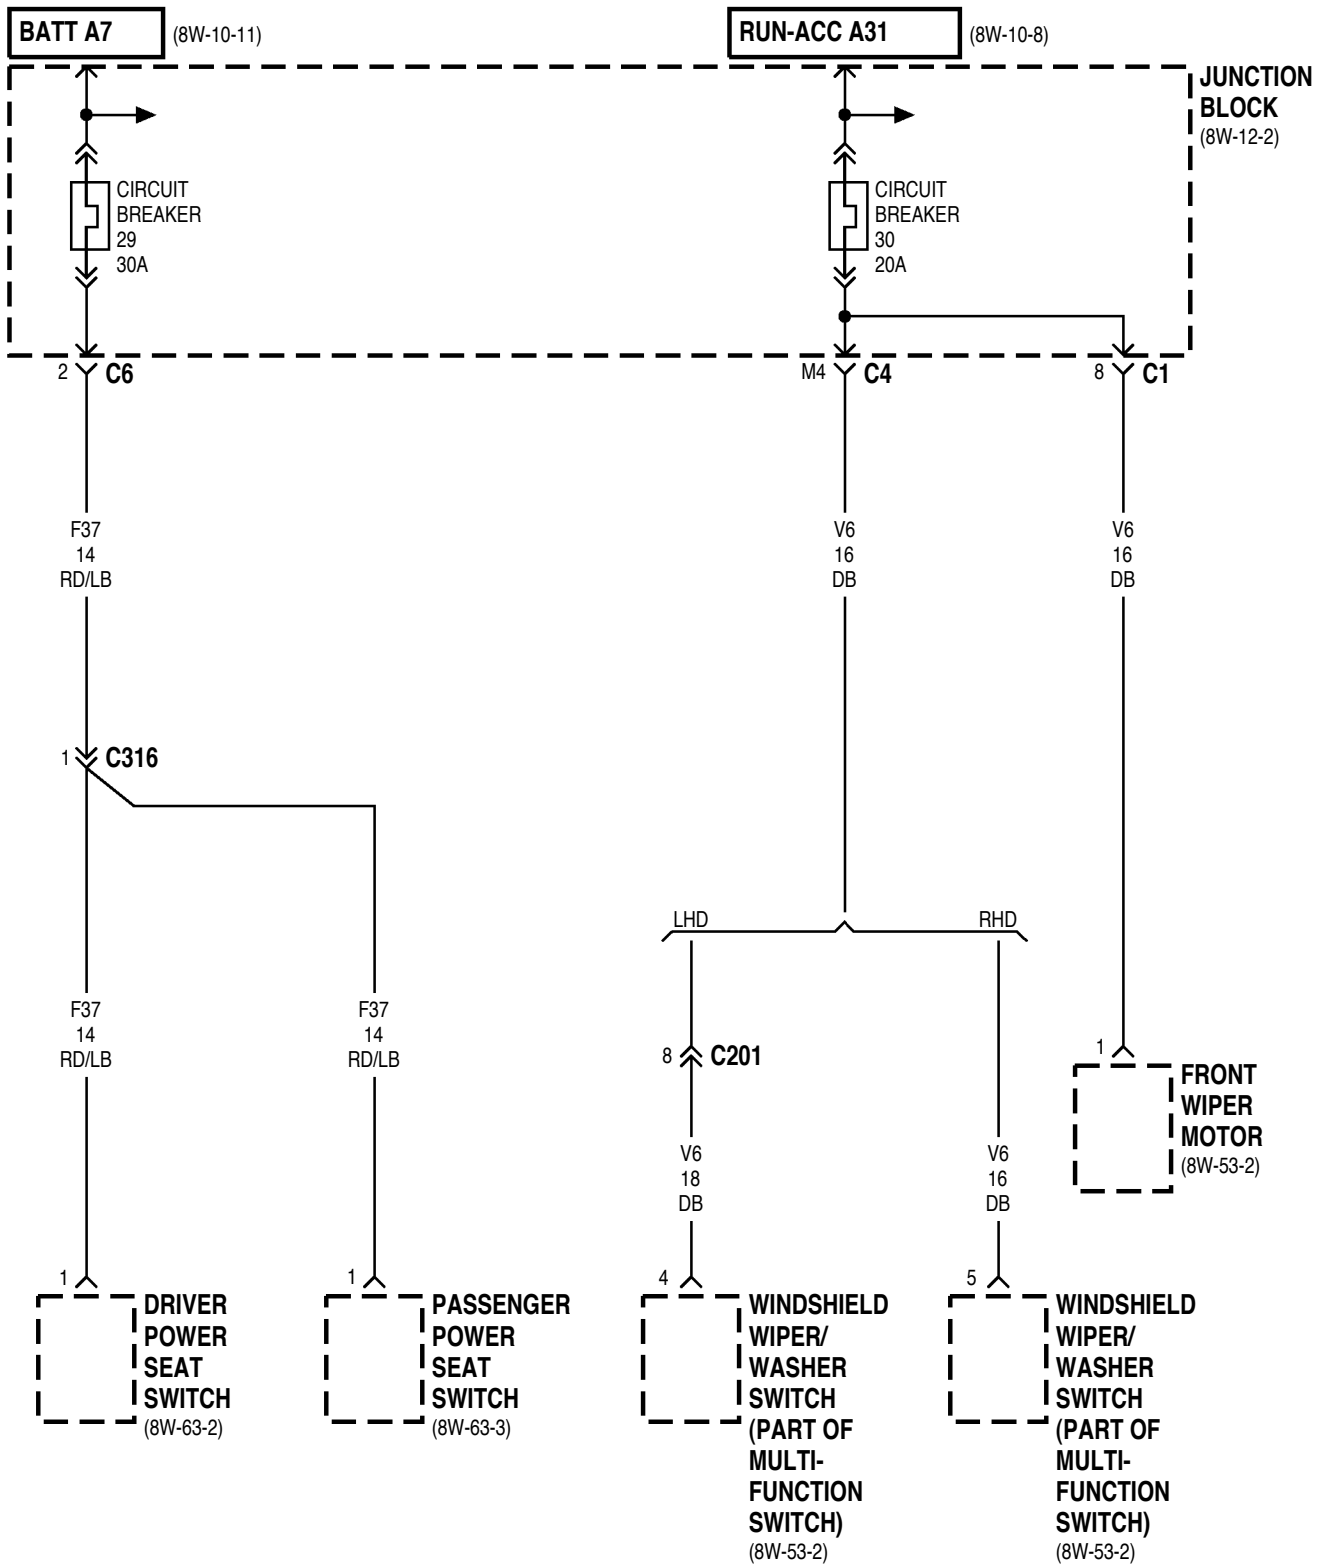 BATT A7
(8W-10-11)
RUN-ACC A31
(8W-10-8)
JUNCTION
BLOCK
(8W-12-2)
CIRCUIT
BREAKER
29
30A
CIRCUIT
BREAKER
30
20A
2
C6
M4
C4
8
C1
F37
14
RD/LB
V6
16
DB
V6
16
DB
1
C316
LHD
RHD
F37
14
RD/LB
F37
14
RD/LB
8
C201
1
FRONT
WIPER
MOTOR
(8W-53-2)
V6
18
DB
V6
16
DB
1
DRIVER
POWER
SEAT
SWITCH
(8W-63-2)
1
PASSENGER
POWER
SEAT
SWITCH
(8W-63-3)
4
WINDSHIELD
WIPER/
WASHER
SWITCH
(PART OF
MULTI-
FUNCTION
SWITCH)
(8W-53-2)
5
WINDSHIELD
WIPER/
WASHER
SWITCH
(PART OF
MULTI-
FUNCTION
SWITCH)
(8W-53-2)